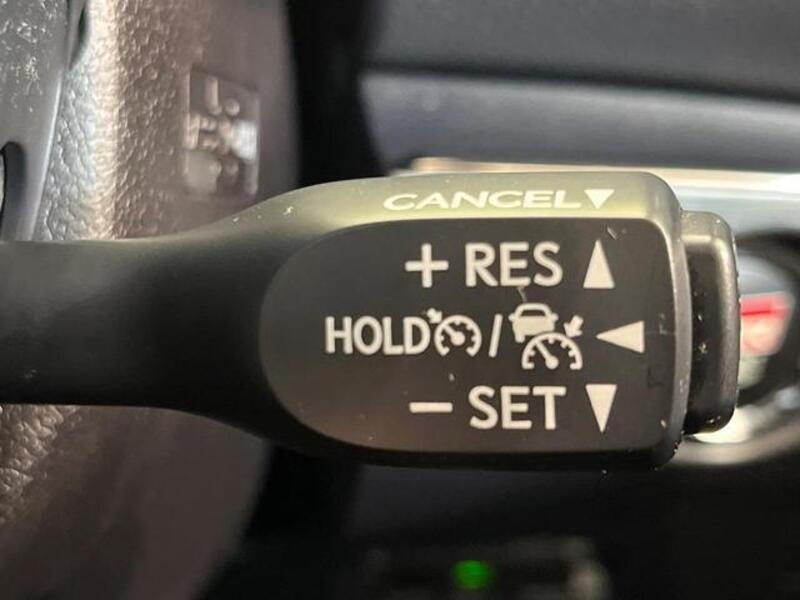 CANCEL▼
+ RES ▲
HOLD / ◀
− SET ▼